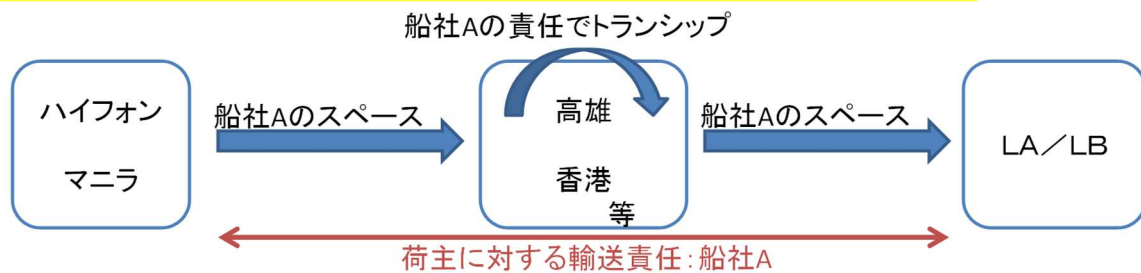 船社Aの責任でトランシップ
ハイフォン
マニラ
船社Aのスペース
高雄
香港
等
船社Aのスペース
LA／LB
荷主に対する輸送責任：船社A